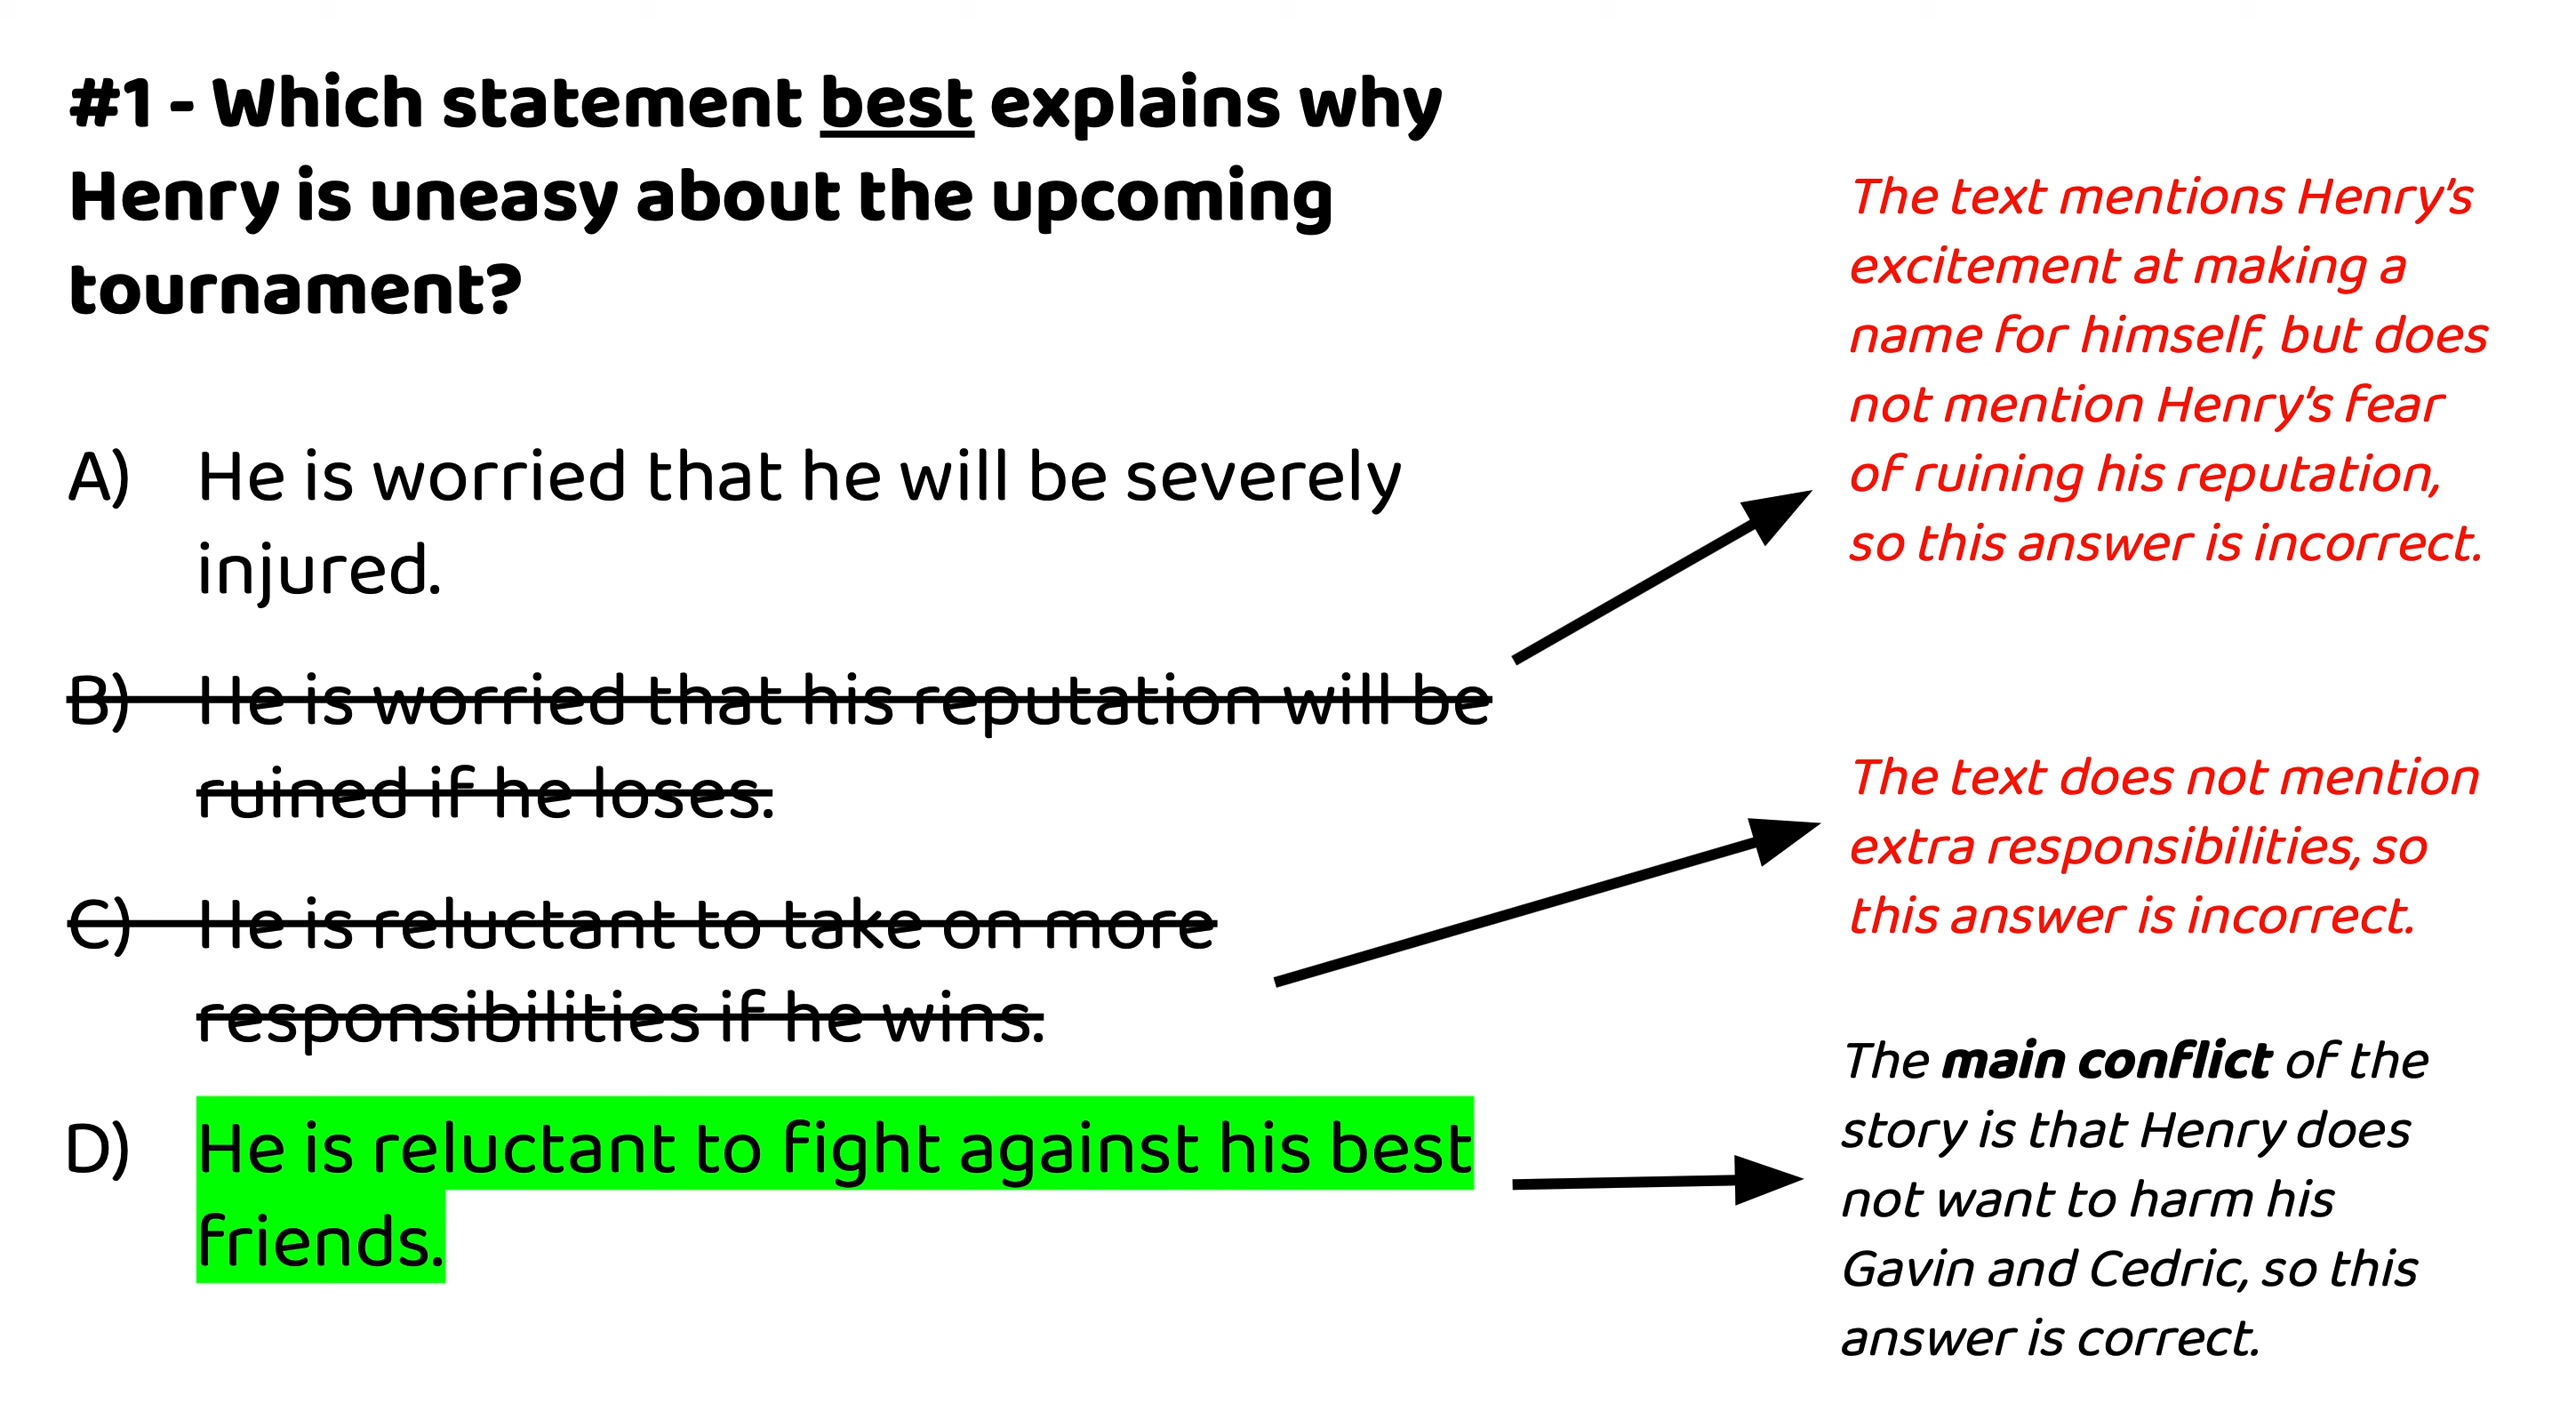 #1 - Which statement best explains why
Henry is uneasy about the upcoming
tournament?
A) He is worried that he will be severely
injured.
B) He is worried that his reputation will be
ruined if he loses.
C) He is reluctant to take on more
responsibilities if he wins.
D) He is reluctant to fight against his best
friends.
The text mentions Henry's
excitement at making a
name for himself, but does
not mention Henry's fear
of ruining his reputation,
so this answer is incorrect.
The text does not mention
extra responsibilities, so
this answer is incorrect.
The main conflict of the
story is that Henry does
not want to harm his
Gavin and Cedric, so this
answer is correct.